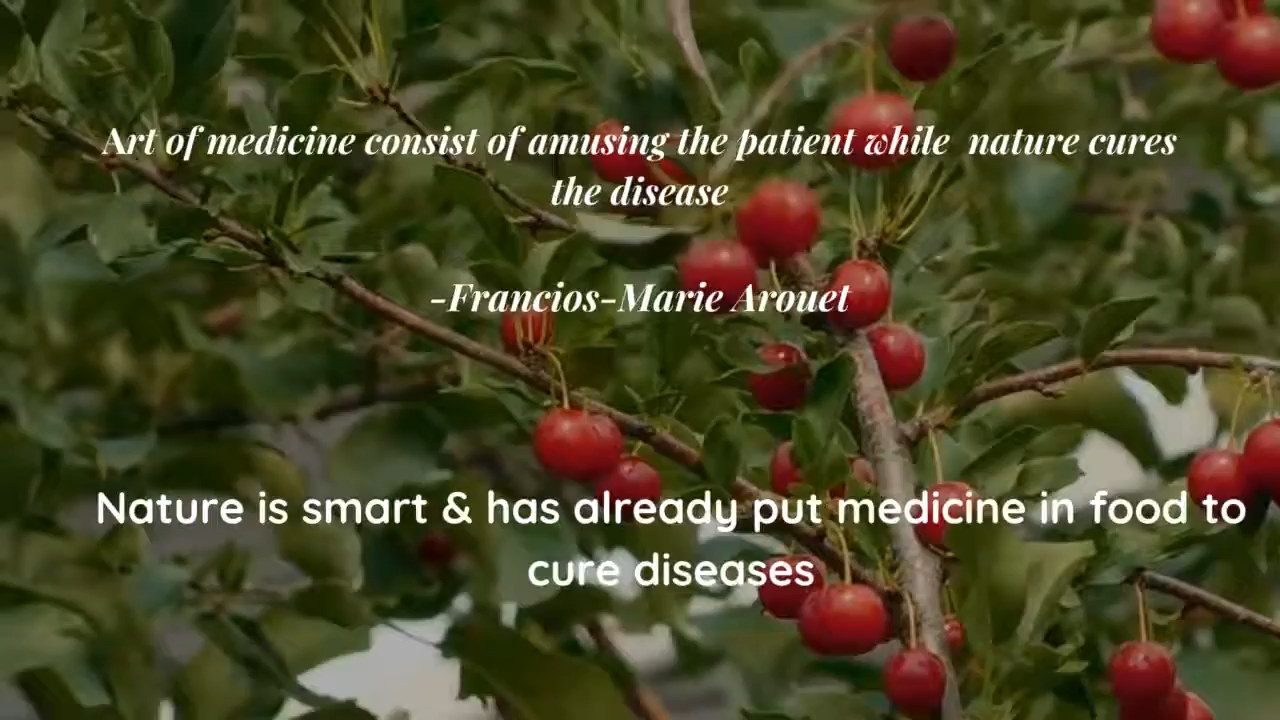 Art of medicine consist of amusing the patient while nature cures
the disease
-Francios-Marie Arouet
Nature is smart & has already put medicine in food to
cure diseases